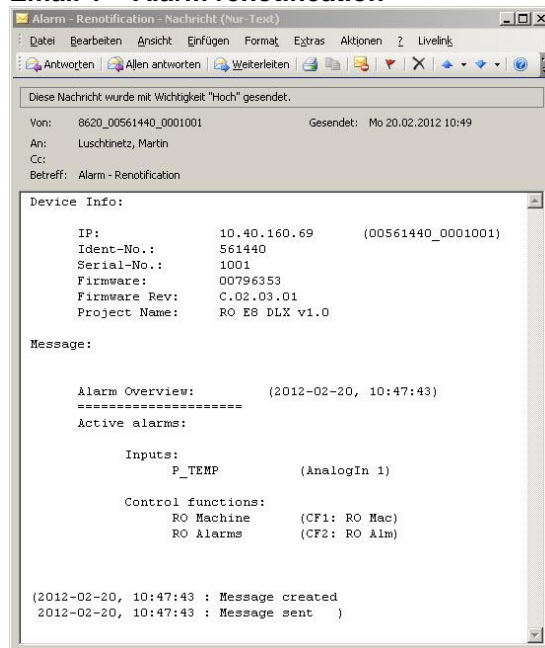 Alarm - Renotification - Nachricht (Nur-Text)
Datei Bearbeiten Ansicht Einfügen Format Extras Aktionen ? Livelink
Antworten Allen antworten Weiterleiten
Diese Nachricht wurde mit Wichtigkeit "Hoch" gesendet.
Von: 8620_00561440_0001001 Gesendet: Mo 20.02.2012 10:49
An: Luschtinetz, Martin
Cc:
Betreff: Alarm - Renotification
Device Info:
IP: 10.40.160.69 (00561440_0001001)
Ident-No.: 561440
Serial-No.: 1001
Firmware: 00796353
Firmware Rev: C.02.03.01
Project Name: RO E8 DLX v1.0
Message:
Alarm Overview: (2012-02-20, 10:47:43)
=====================
Active alarms:
Inputs:
P_TEMP (AnalogIn 1)
Control functions:
RO Machine (CF1: RO Mac)
RO Alarms (CF2: RO Alm)
(2012-02-20, 10:47:43 : Message created
2012-02-20, 10:47:43 : Message sent )